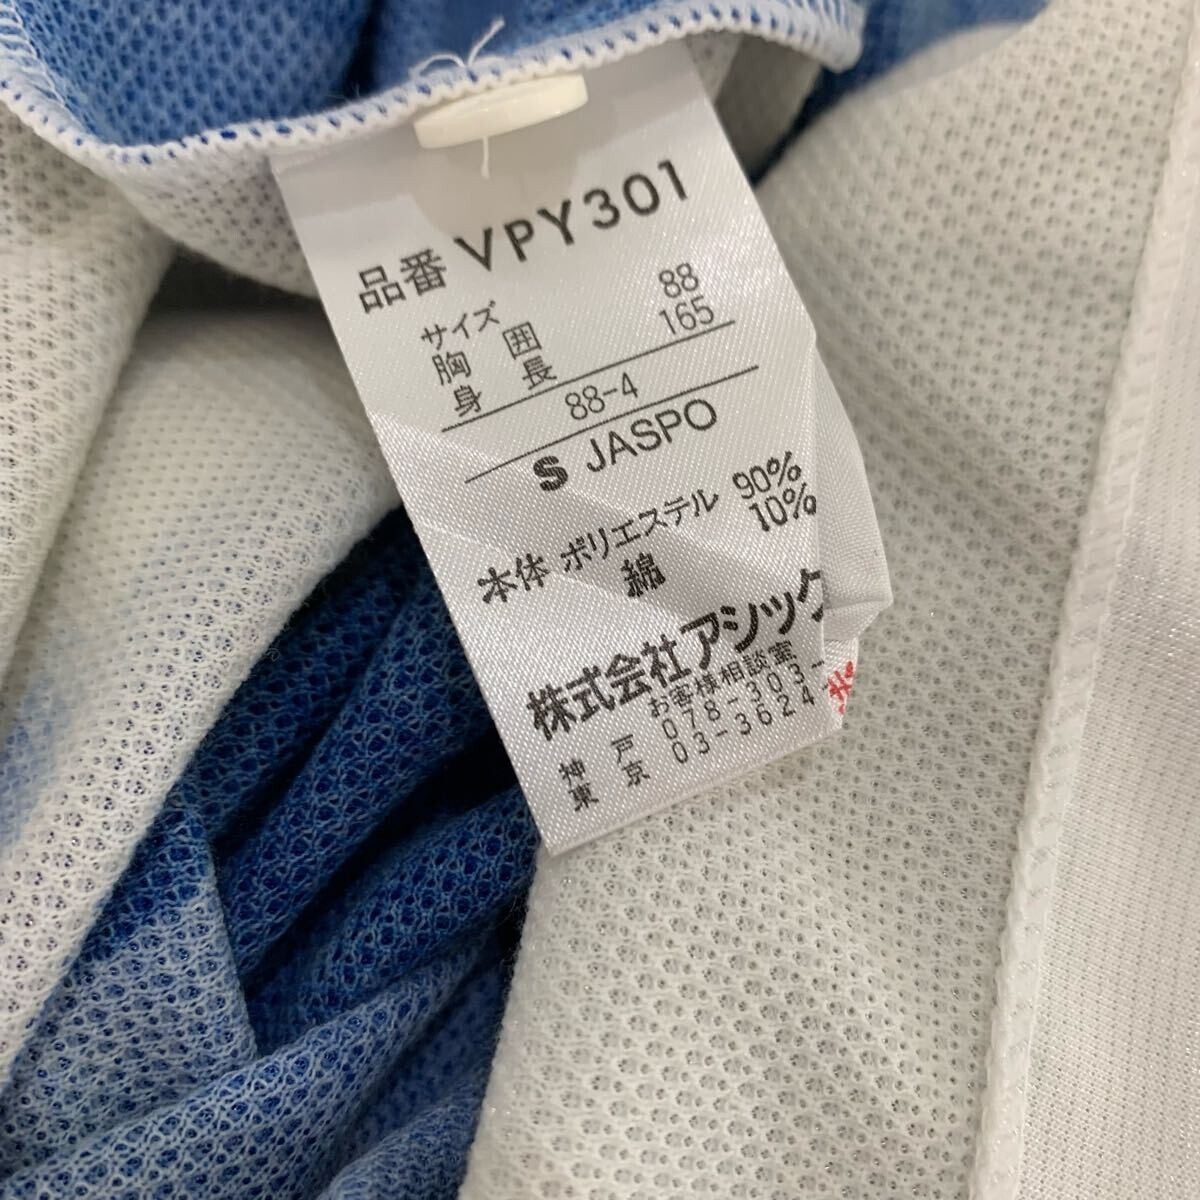 品番 VPY301
サイズ
胸囲 88
身長 165
88-4
S JASPO
本体 ポリエステル 90%
綿 10%
株式会社アシック
お客様相談室
神戸 078-303-
東京 03-3624-